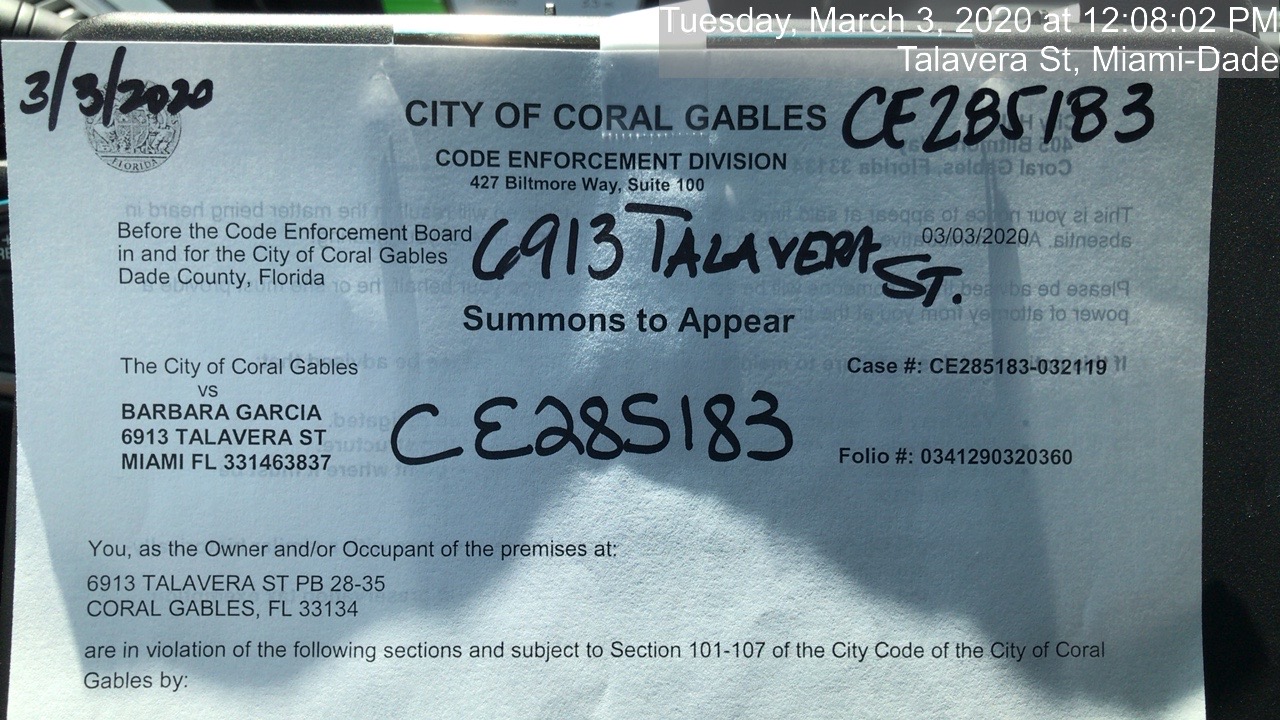 Tuesday, March 3, 2020 at 12:08:02 PM
Talavera St, Miami-Dade
3/3/2020
FLORIDA
CITY OF CORAL GABLES
CE285183
CODE ENFORCEMENT DIVISION
427 Biltmore Way, Suite 100
Before the Code Enforcement Board
in and for the City of Coral Gables
Dade County, Florida
6913 TALAVERA ST.
03/03/2020
Summons to Appear
The City of Coral Gables
vs
BARBARA GARCIA
6913 TALAVERA ST
MIAMI FL 331463837
CE285183
Case #: CE285183-032119
Folio #: 0341290320360
You, as the Owner and/or Occupant of the premises at:
6913 TALAVERA ST PB 28-35
CORAL GABLES, FL 33134
are in violation of the following sections and subject to Section 101-107 of the City Code of the City of Coral
Gables by: